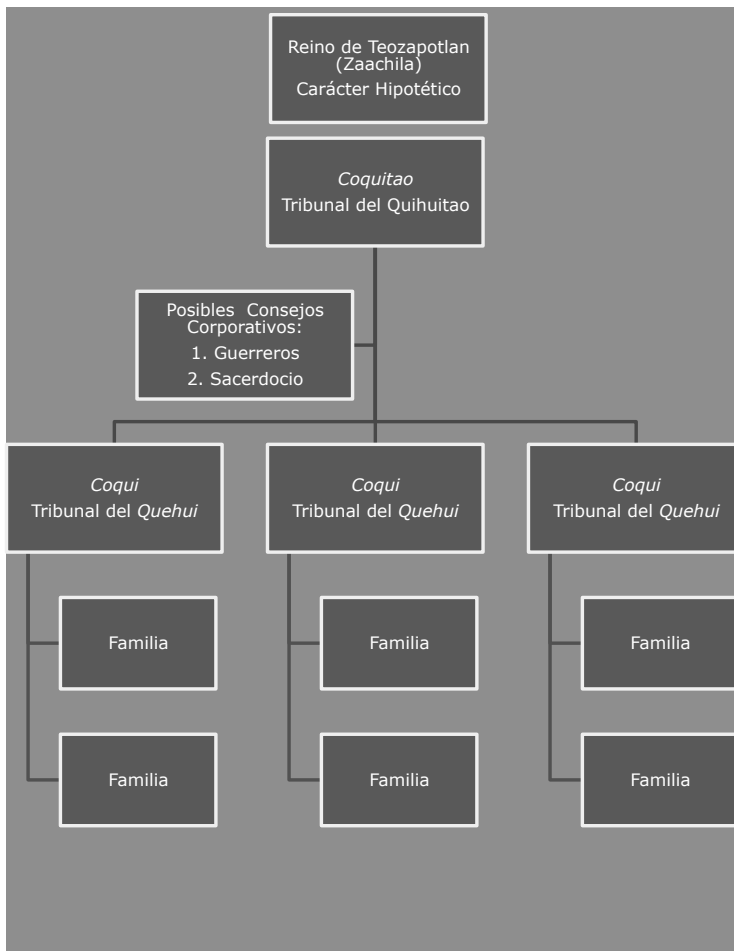 Reino de Teozapotlan
(Zaachila)
Carácter Hipotético
Coquitao
Tribunal del Quihuitao
Posibles Consejos
Corporativos:
1. Guerreros
2. Sacerdocio
Coqui
Tribunal del Quehui
Coqui
Tribunal del Quehui
Coqui
Tribunal del Quehui
Familia
Familia
Familia
Familia
Familia
Familia